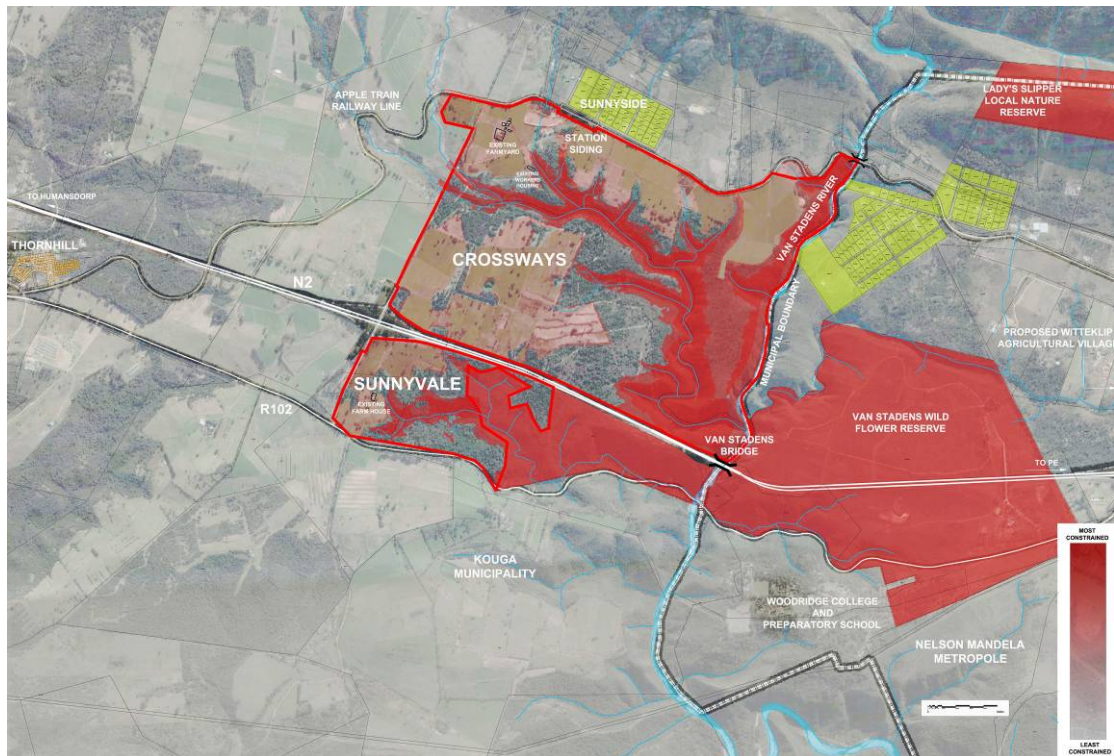 LADY'S SLIPPER
LOCAL NATURE
RESERVE
APPLE TRAIN
RAILWAY LINE
SUNNYSIDE
STATION
SIDING
EXISTING
FARMYARD
EXISTING
WORKERS
HOUSING
TO HUMANSDORP
THORNHILL
N2
CROSSWAYS
VAN STADENS RIVER
MUNICIPAL BOUNDARY
PROPOSED WITTEKLIP
AGRICULTURAL VILLAGE
SUNNYVALE
EXISTING
FARM HOUSE
R102
VAN STADENS
BRIDGE
VAN STADENS WILD
FLOWER RESERVE
TO PE
KOUGA
MUNICIPALITY
WOODRIDGE COLLEGE
AND
PREPARATORY SCHOOL
NELSON MANDELA
METROPOLE
MOST
CONSTRAINED
LEAST
CONSTRAINED